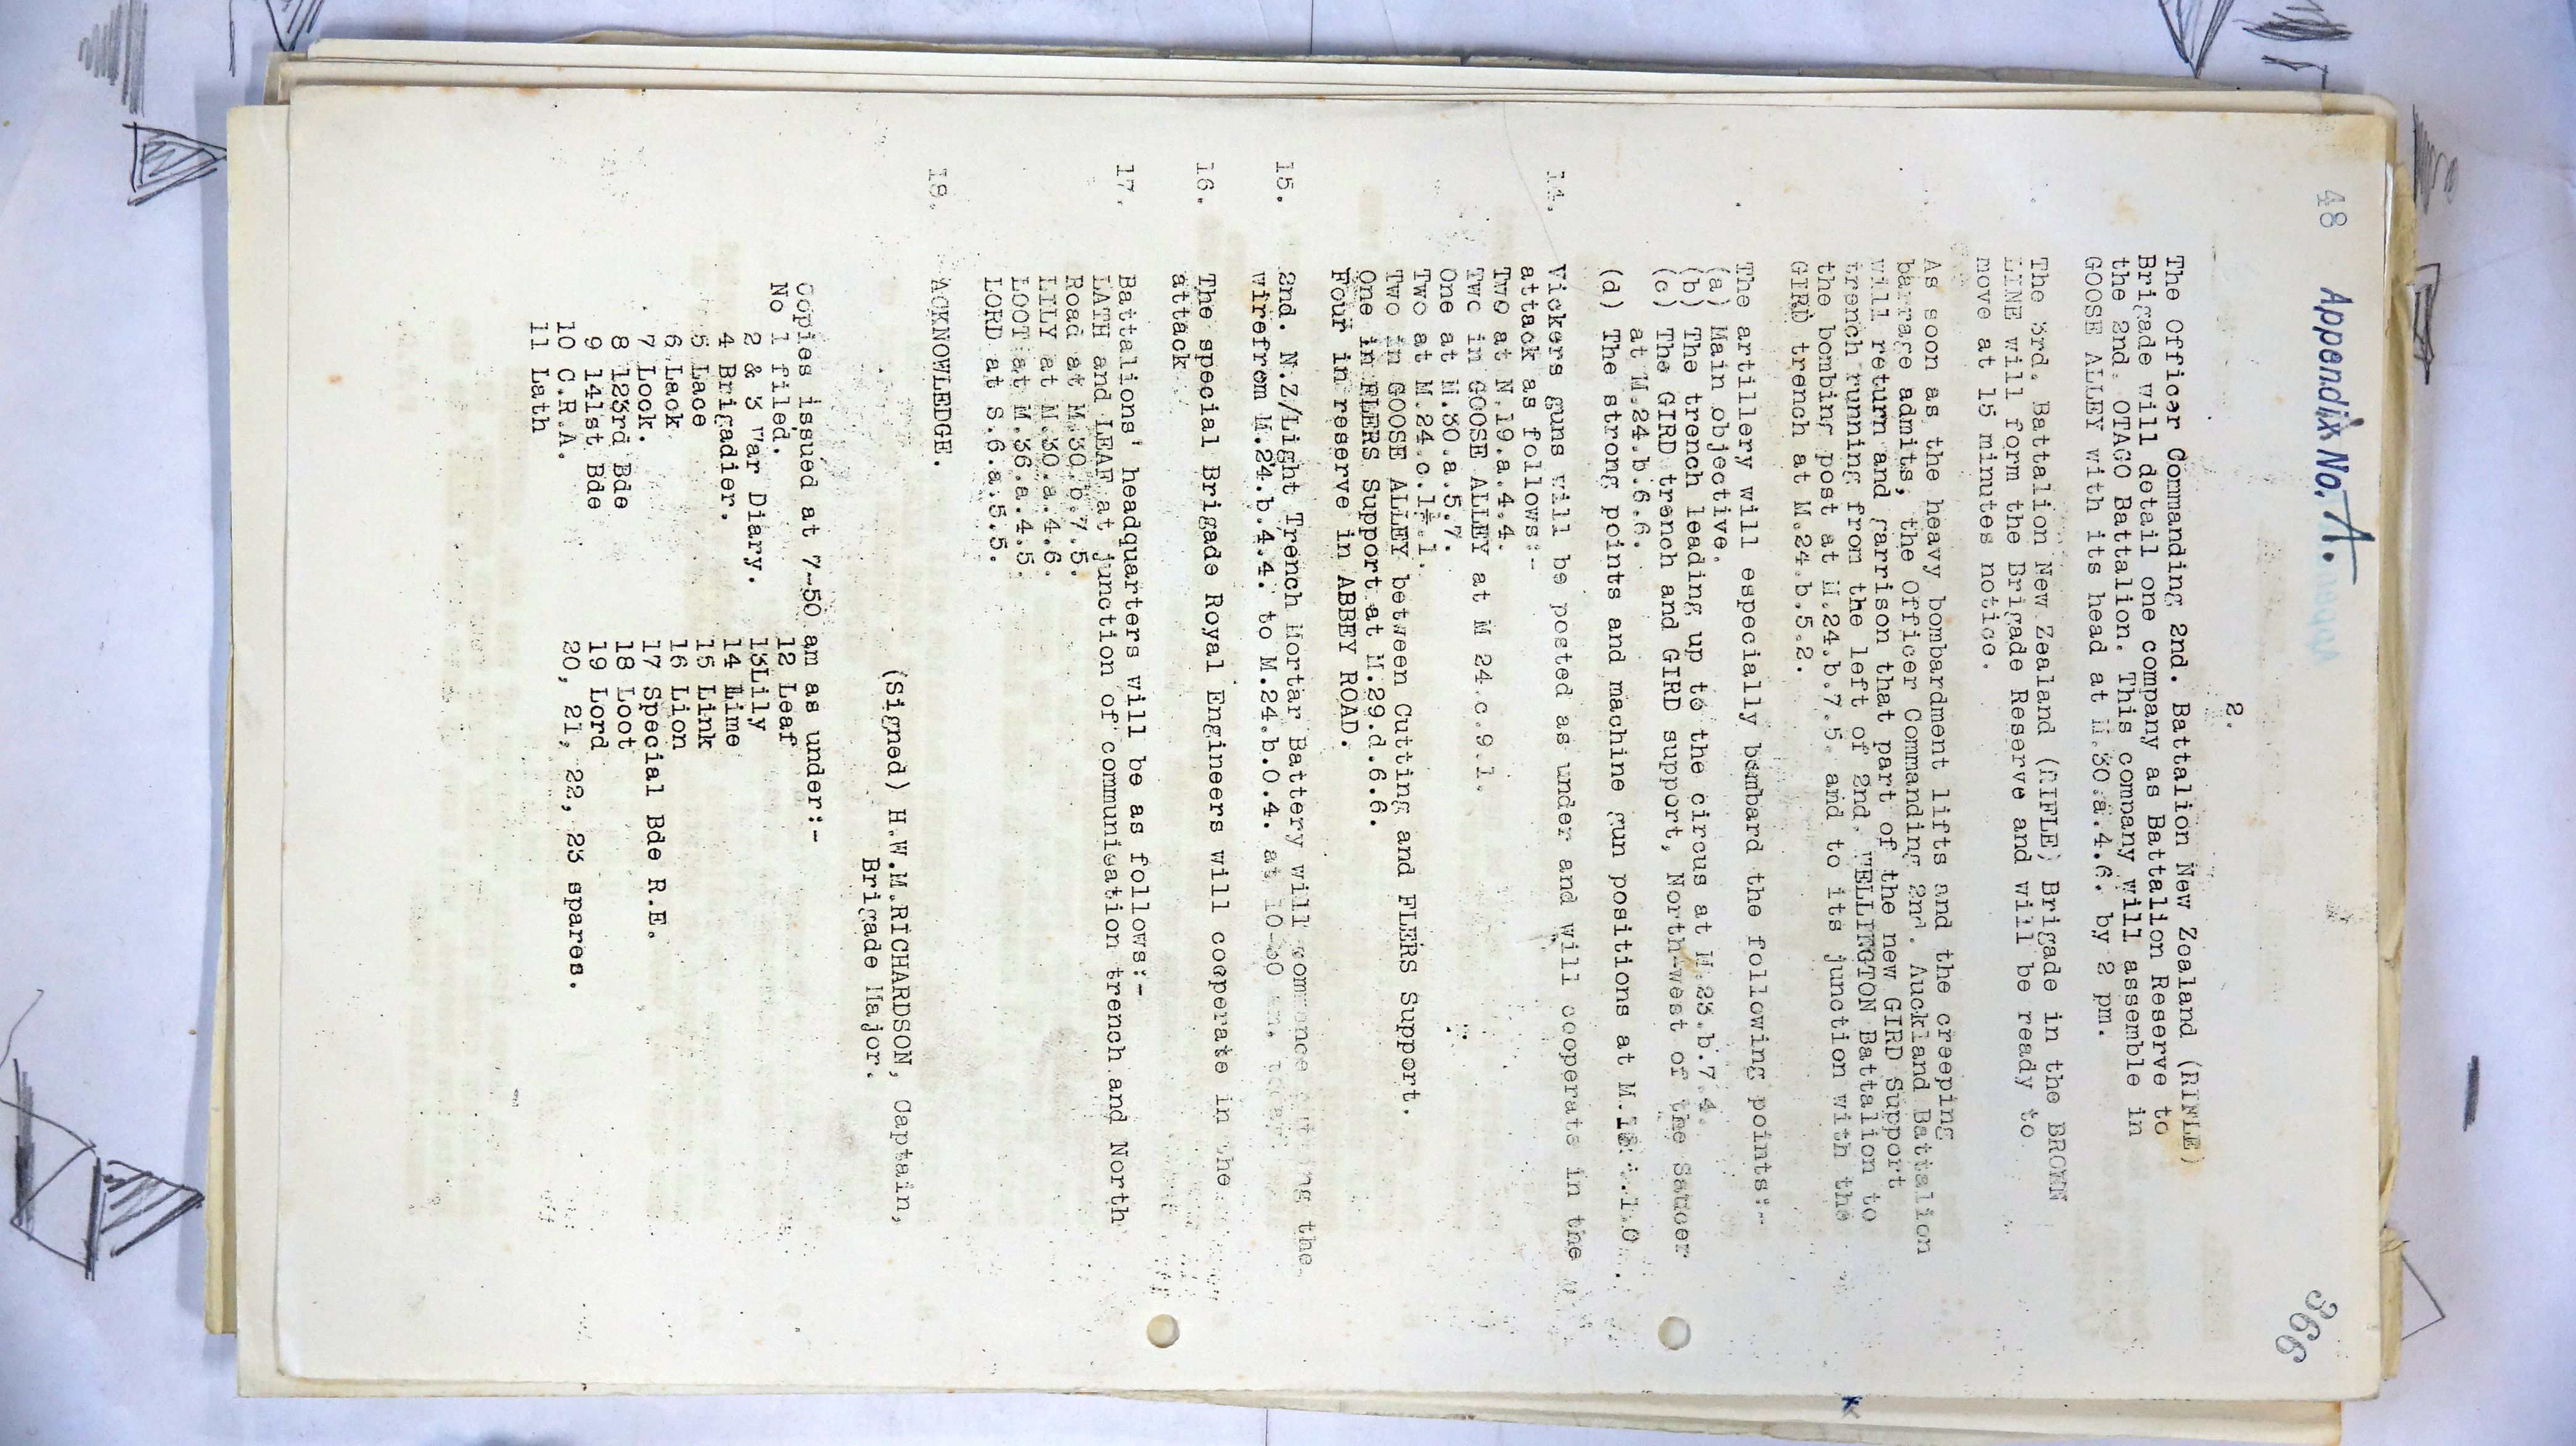 48 Appendix No. A.
366
2.
The Officer Commanding 2nd. Battalion New Zealand (RIFLE)
Brigade will detail one company as Battalion Reserve to
the 2nd. OTAGO Battalion. This company will assemble in
GOOSE ALLEY with its head at M.30.a.4.6. by 2 pm.
The 3rd. Battalion New Zealand (RIFLE) Brigade in the BROWN
LINE will form the Brigade Reserve and will be ready to
move at 15 minutes notice.
As soon as the heavy bombardment lifts and the creeping
barrage admits, the Officer Commanding 2nd. Auckland Battalion
will return and garrison that part of the new GIRD Support
trench running from the left of 2nd. WELLINGTON Battalion to
the bombing post at M.24.b.7.5. and to its junction with the
GIRD trench at M.24.b.5.2.
The artillery will especially bombard the following points:-
(a) Main objective.
(b) The trench leading up to the circus at M.23.b.7.4.
(c) The GIRD trench and GIRD support, North-west of the Saucer
at M.24.b.6.6.
(d) The strong points and machine gun positions at
14. Vickers guns will be posted as under and will cooperate in the
attack as follows:-
Two at N.19.a.4.4.
Two in GOOSE ALLEY at M 24.c.9.1.
One at M.30.a.5.7.
Two at M.24.c.1½.1.
Two in GOOSE ALLEY between Cutting and FLERS Support.
One in FLERS Support at M.29.d.6.6.
Four in reserve in ABBEY ROAD.
15. 2nd. N.Z/Light Trench Mortar Battery will commence cutting the
wirefrom M.24.b.4.4. to M.24.b.0.4. at 10-30 am.
16. The special Brigade Royal Engineers will cooperate in the
attack
17. Battalions' headquarters will be as follows:-
LATH and LEAF at junction of communication trench and North
Road at M.30.b.7.5.
LILY at M.30.a.4.6.
LOOT at M.36.a.4.5.
LORD at S.6.a.5.5.
18. ACKNOWLEDGE.
(Signed) H.W.M.RICHARDSON, Captain,
Brigade Major.
Copies issued at 7-50 am as under:-
No 1 filed. 12 Leaf
2 & 3 War Diary. 13Lily
4 Brigadier. 14 Lime
5 Lace 15 Link
6 Lack 16 Lion
7 Lock. 17 Special Bde R.E.
8 123rd Bde 18 Loot
9 141st Bde 19 Lord
10 C.R.A. 20, 21, 22, 23 spares.
11 Lath